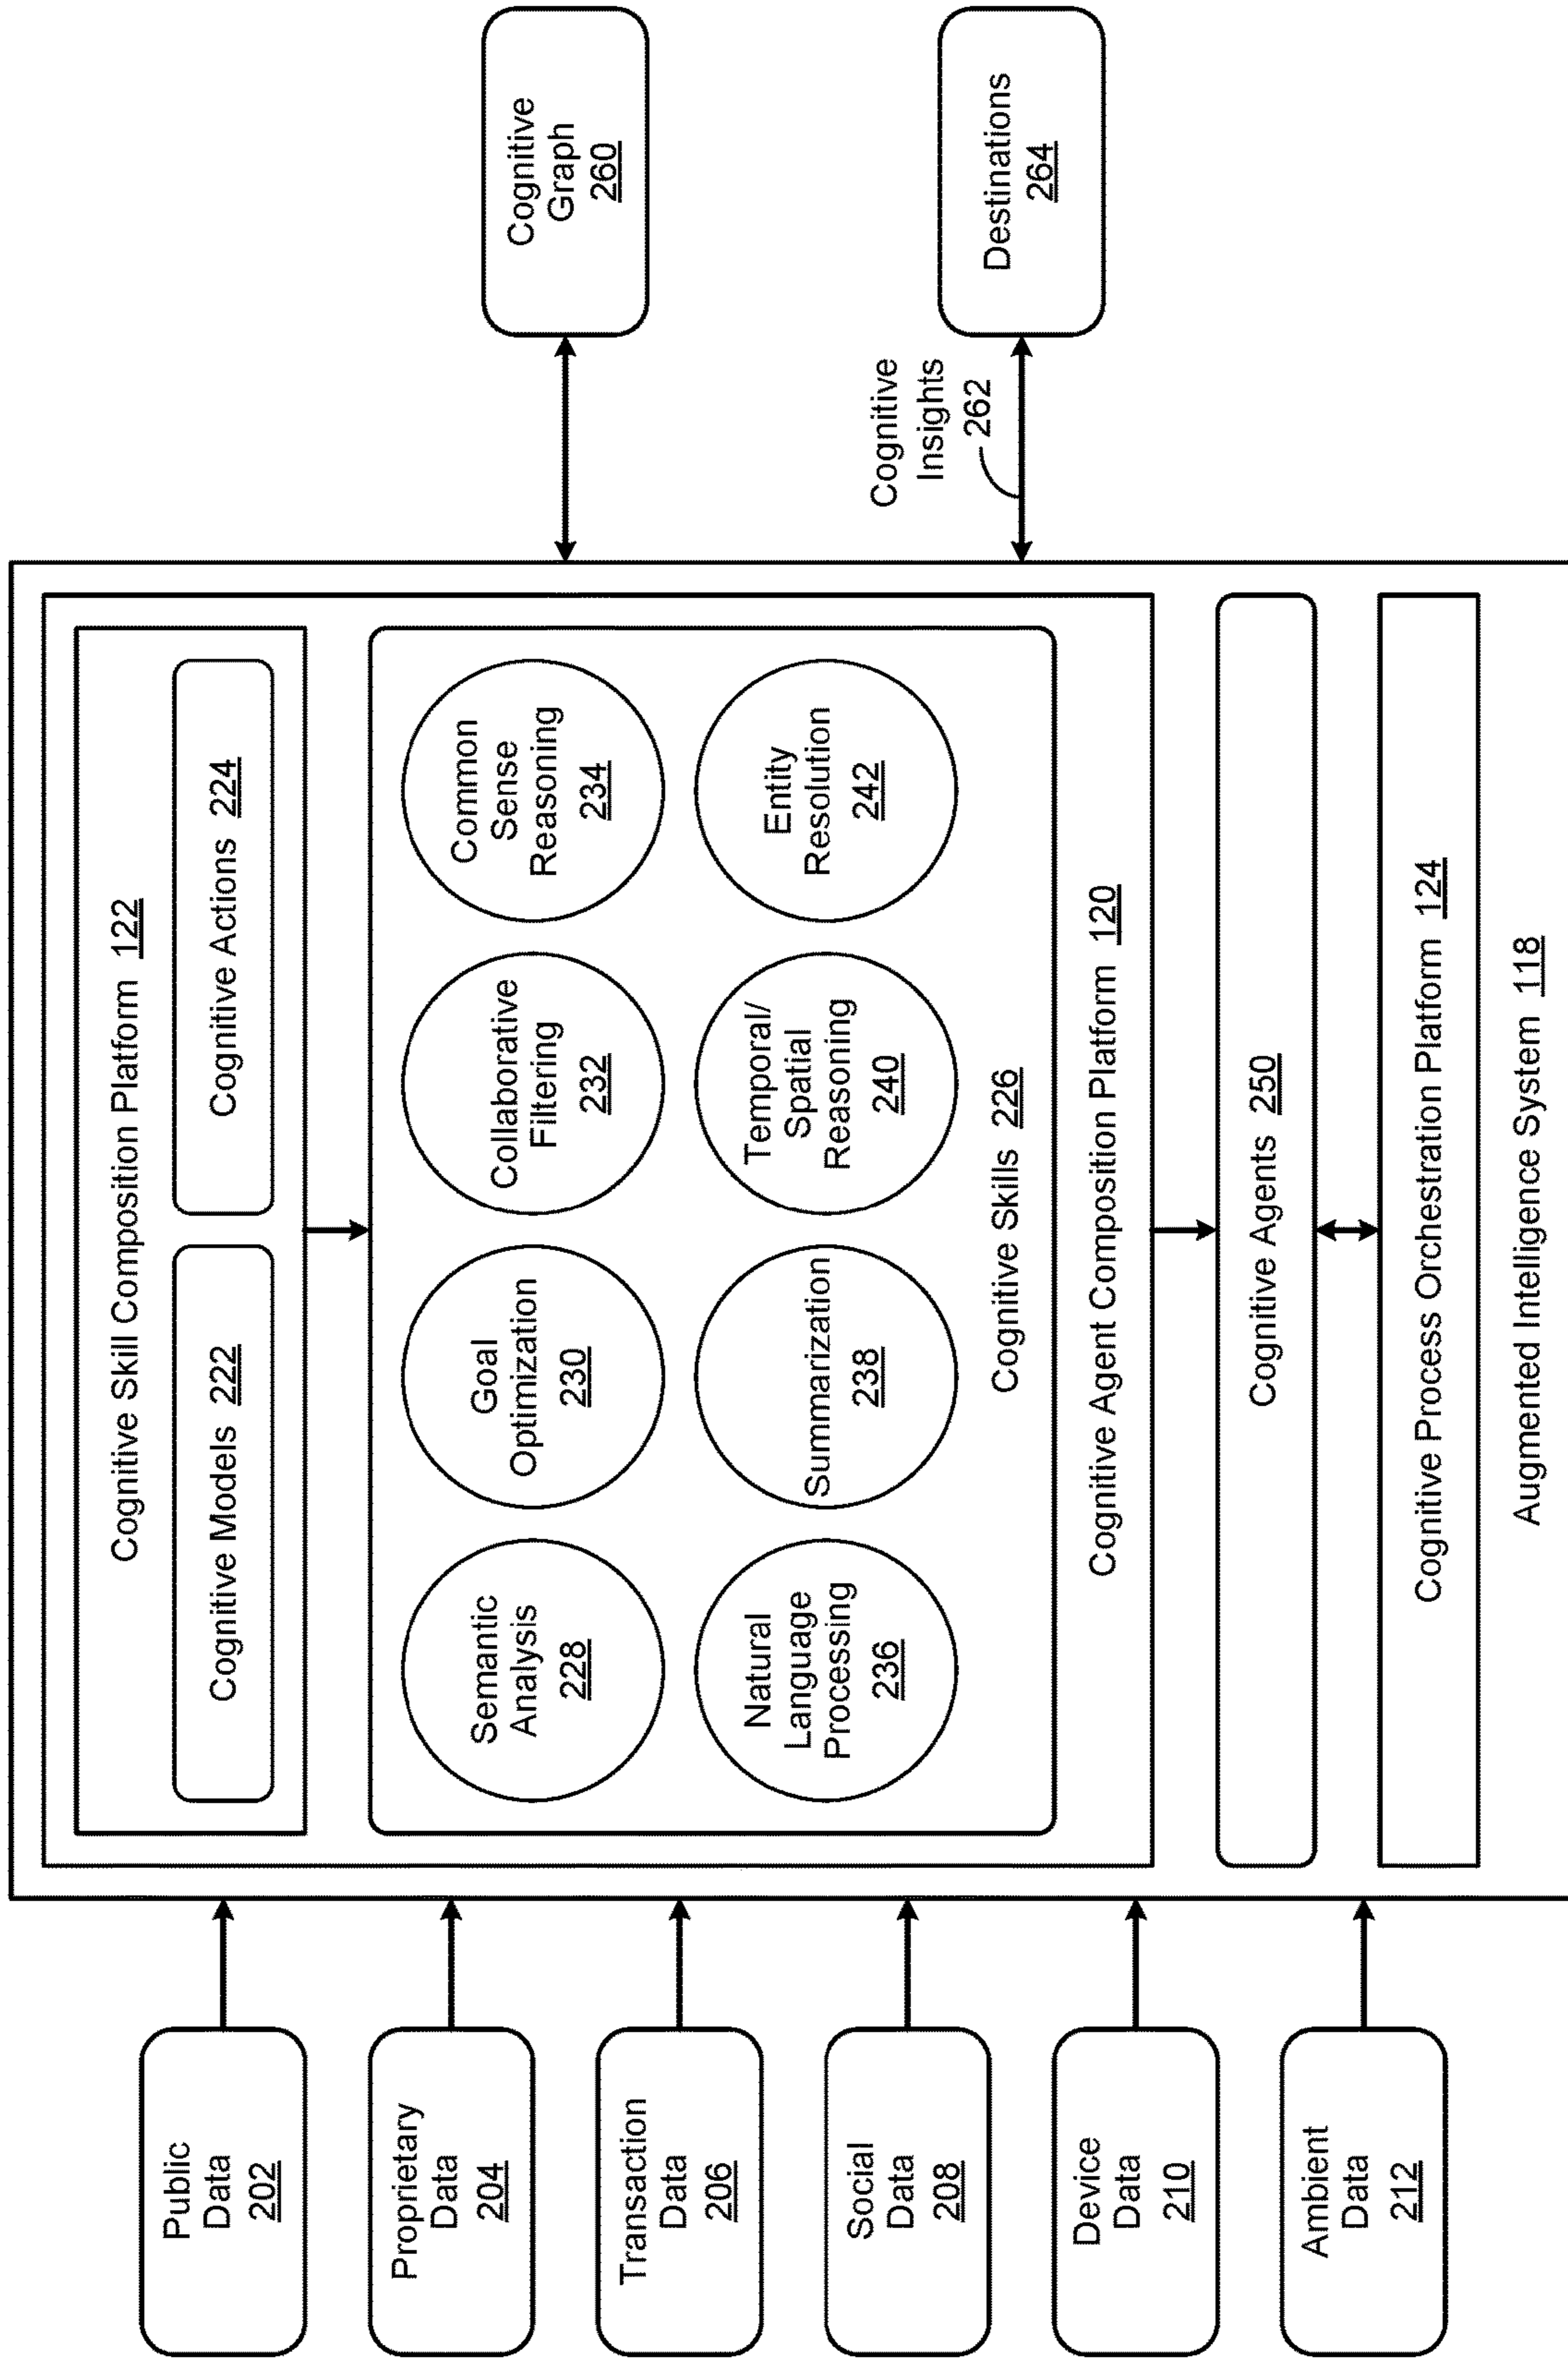 Public
Data
202
Proprietary
Data
204
Transaction
Data
206
Social
Data
208
Device
Data
210
Ambient
Data
212
Cognitive Skill Composition Platform 122
Cognitive Models 222
Cognitive Actions 224
Semantic
Analysis
228
Goal
Optimization
230
Collaborative
Filtering
232
Common
Sense
Reasoning
234
Natural
Language
Processing
236
Summarization
238
Temporal/
Spatial
Reasoning
240
Entity
Resolution
242
Cognitive Skills 226
Cognitive Agent Composition Platform 120
Cognitive Agents 250
Cognitive Process Orchestration Platform 124
Augmented Intelligence System 118
Cognitive
Graph
260
Cognitive
Insights
262
Destinations
264